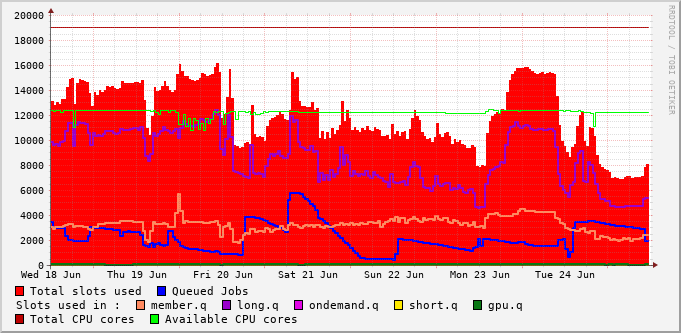 RRDTOOL / TOBI OETIKER
20000
18000
16000
14000
12000
10000
8000
6000
4000
2000
0
Wed 18 Jun Thu 19 Jun Fri 20 Jun Sat 21 Jun Sun 22 Jun Mon 23 Jun Tue 24 Jun
Total slots used Queued Jobs
Slots used in : member.q long.q ondemand.q short.q gpu.q
Total CPU cores Available CPU cores